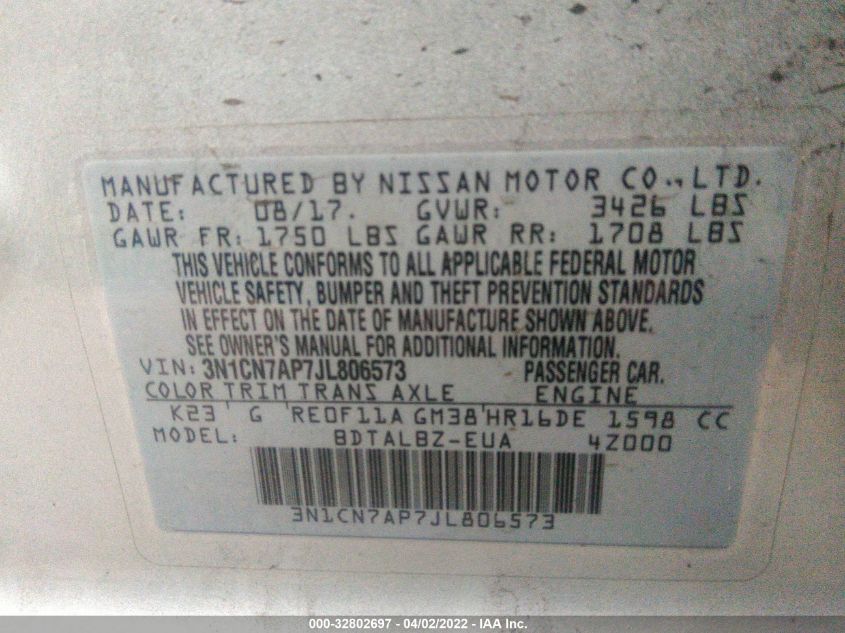 MANUFACTURED BY NISSAN MOTOR CO., LTD.
DATE: 08/17. GVWR: 3426 LBS
GAWR FR: 1750 LBS GAWR RR: 1708 LBS
THIS VEHICLE CONFORMS TO ALL APPLICABLE FEDERAL MOTOR
VEHICLE SAFETY, BUMPER AND THEFT PREVENTION STANDARDS
IN EFFECT ON THE DATE OF MANUFACTURE SHOWN ABOVE.
SEE OWNER'S MANUAL FOR ADDITIONAL INFORMATION.
VIN: 3N1CN7AP7JL806573 PASSENGER CAR.
COLOR TRIM TRANS AXLE ENGINE
K23 G RE0F11A GM38 HR16DE 1598 CC
MODEL: BDTALBZ-EUA 4Z000
3N1CN7AP7JL806573
000-32802697 - 04/02/2022 - IAA Inc.